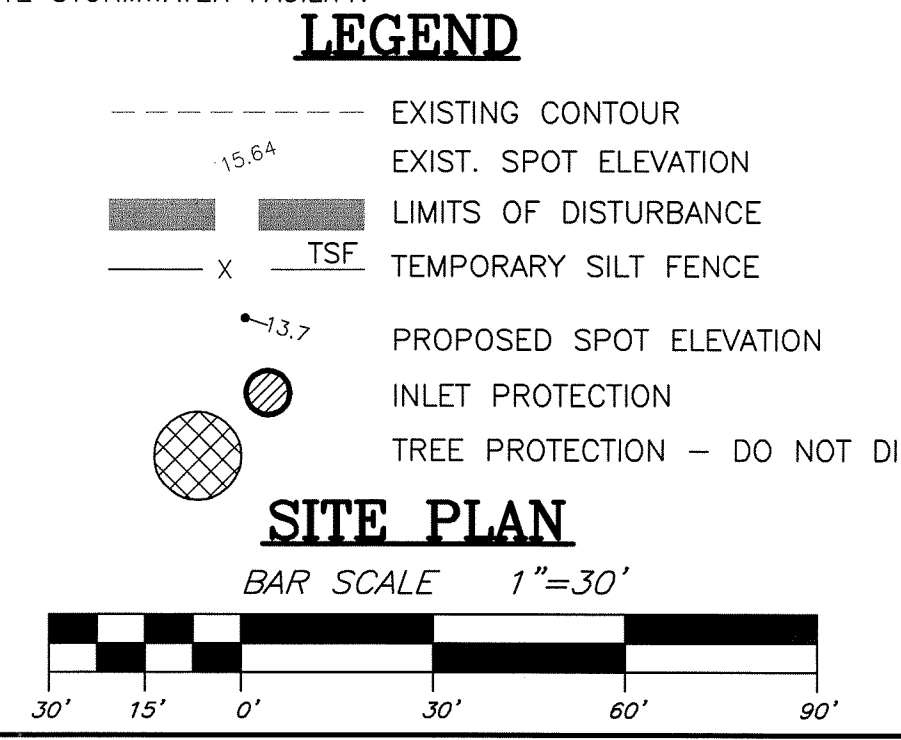 LEGEND
EXISTING CONTOUR
15.64 EXIST. SPOT ELEVATION
LIMITS OF DISTURBANCE
X TSF TEMPORARY SILT FENCE
13.7 PROPOSED SPOT ELEVATION
INLET PROTECTION
TREE PROTECTION – DO NOT DI
SITE PLAN
BAR SCALE 1"=30'
30' 15' 0' 30' 60' 90'